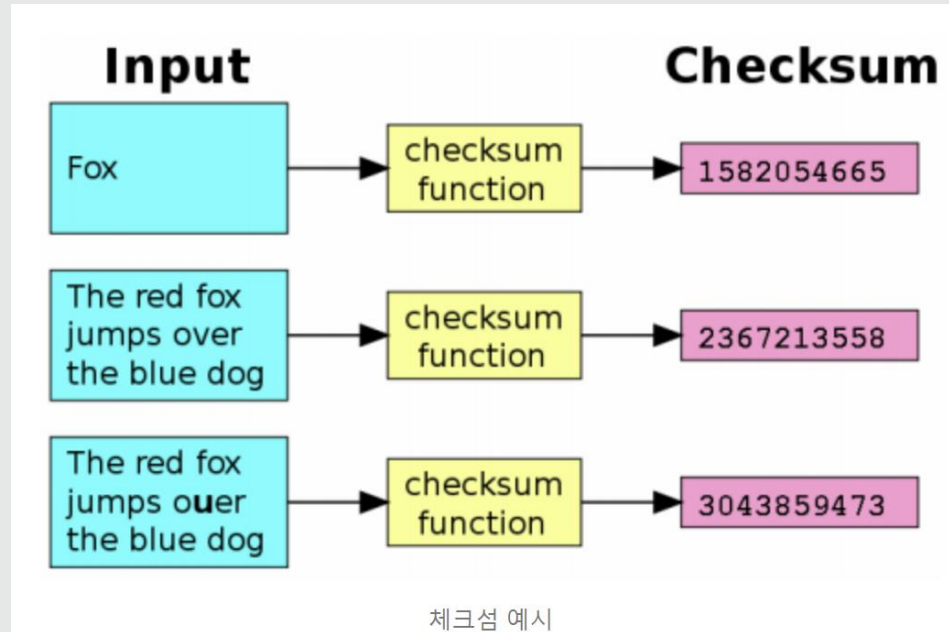 Input
Checksum
Fox
checksum
function
1582054665
The red fox
jumps over
the blue dog
checksum
function
2367213558
The red fox
jumps ouer
the blue dog
checksum
function
3043859473
체크섬 예시